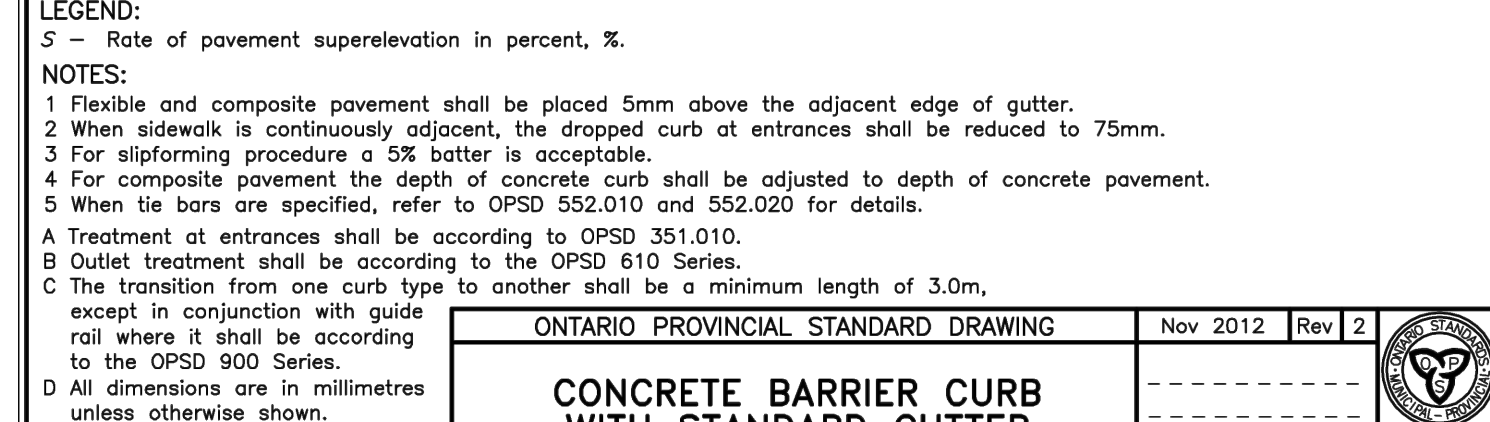 LEGEND:
S – Rate of pavement superelevation in percent, %.
NOTES:
1 Flexible and composite pavement shall be placed 5mm above the adjacent edge of gutter.
2 When sidewalk is continuously adjacent, the dropped curb at entrances shall be reduced to 75mm.
3 For slipforming procedure a 5% batter is acceptable.
4 For composite pavement the depth of concrete curb shall be adjusted to depth of concrete pavement.
5 When tie bars are specified, refer to OPSD 552.010 and 552.020 for details.
A Treatment at entrances shall be according to OPSD 351.010.
B Outlet treatment shall be according to the OPSD 610 Series.
C The transition from one curb type to another shall be a minimum length of 3.0m,
except in conjunction with guide
rail where it shall be according
to the OPSD 900 Series.
D All dimensions are in millimetres
unless otherwise shown.
ONTARIO PROVINCIAL STANDARD DRAWING
Nov 2012 Rev 2
CONCRETE BARRIER CURB
WITH STANDARD GUTTER
ONTARIO STANDARDS
MUNICIPAL – PROVINCIAL
O P S